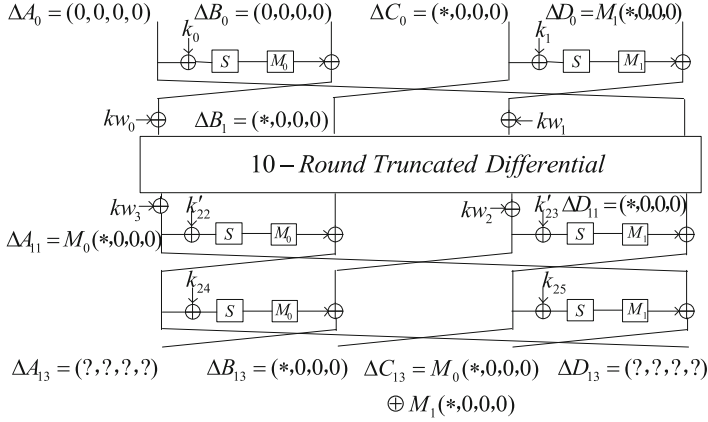 ΔA₀ = (0,0,0,0) ΔB₀ = (0,0,0,0) ΔC₀ = (*,0,0,0) ΔD₀ = M₁(*,0,0,0)
k₀ k₁
S M₀ S M₁
kw₀ ΔB₁ = (*,0,0,0) kw₁
10 − Round Truncated Differential
kw₃ k′₂₂ kw₂ k′₂₃ ΔD₁₁ = (*,0,0,0)
ΔA₁₁ = M₀(*,0,0,0) S M₀ S M₁
k₂₄ k₂₅
S M₀ S M₁
ΔA₁₃ = (?,?,?,?) ΔB₁₃ = (*,0,0,0) ΔC₁₃ = M₀(*,0,0,0) ΔD₁₃ = (?,?,?,?)
⊕ M₁(*,0,0,0)